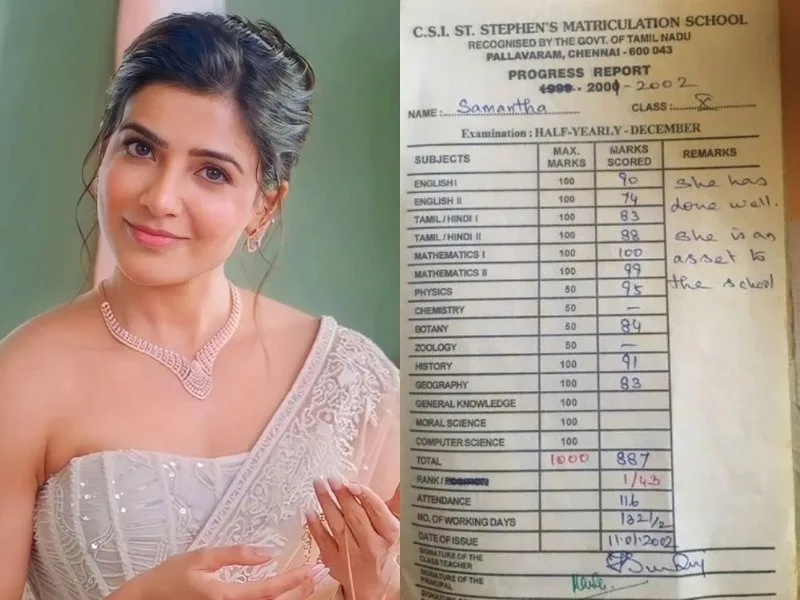 C.S.I. ST. STEPHEN'S MATRICULATION SCHOOL
RECOGNISED BY THE GOVT. OF TAMIL NADU
PALLAVARAM, CHENNAI - 600 043
PROGRESS REPORT
1999 - 2001 - 2002
NAME : Samantha CLASS : X
Examination : HALF-YEARLY - DECEMBER
SUBJECTS MAX. MARKS MARKS SCORED REMARKS
ENGLISH I 100 90 She has
ENGLISH II 100 74 done well.
TAMIL / HINDI I 100 83
TAMIL / HINDI II 100 88 She is an
MATHEMATICS I 100 100 asset to
MATHEMATICS II 100 99 the school
PHYSICS 50 95
CHEMISTRY 50 –
BOTANY 50 84
ZOOLOGY 50 –
HISTORY 100 91
GEOGRAPHY 100 83
GENERAL KNOWLEDGE 100
MORAL SCIENCE 100
COMPUTER SCIENCE 100
TOTAL 1000 887
RANK / 1/43
ATTENDANCE 116
NO. OF WORKING DAYS 132 1/2
DATE OF ISSUE 11.01.2002
SIGNATURE OF THE CLASS TEACHER
SIGNATURE OF THE PRINCIPAL
SIGNATURE OF